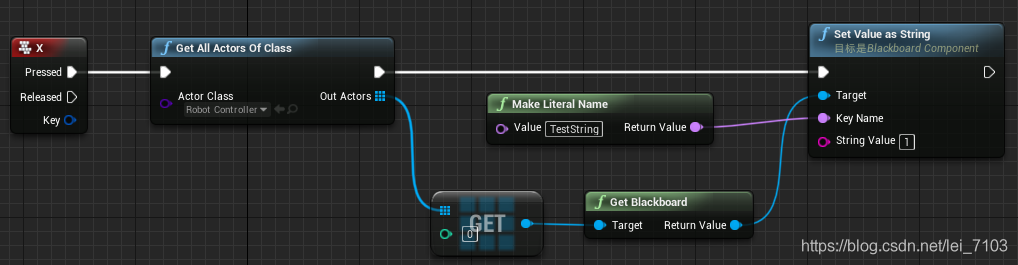 X
Pressed
Released
Key
Get All Actors Of Class
Actor Class
Robot Controller
Out Actors
Make Literal Name
Value TestString Return Value
GET
0
Get Blackboard
Target Return Value
Set Value as String
目标是Blackboard Component
Target
Key Name
String Value 1
https://blog.csdn.net/lei_7103